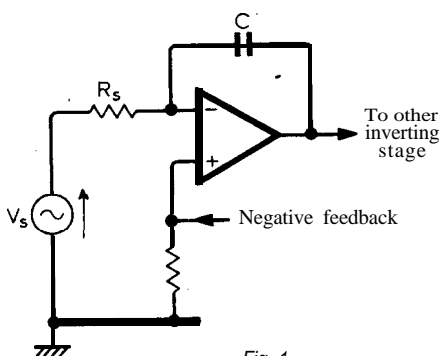 C
Rs
−
+
Vs
To other
inverting
stage
Negative feedback
Fig. 1